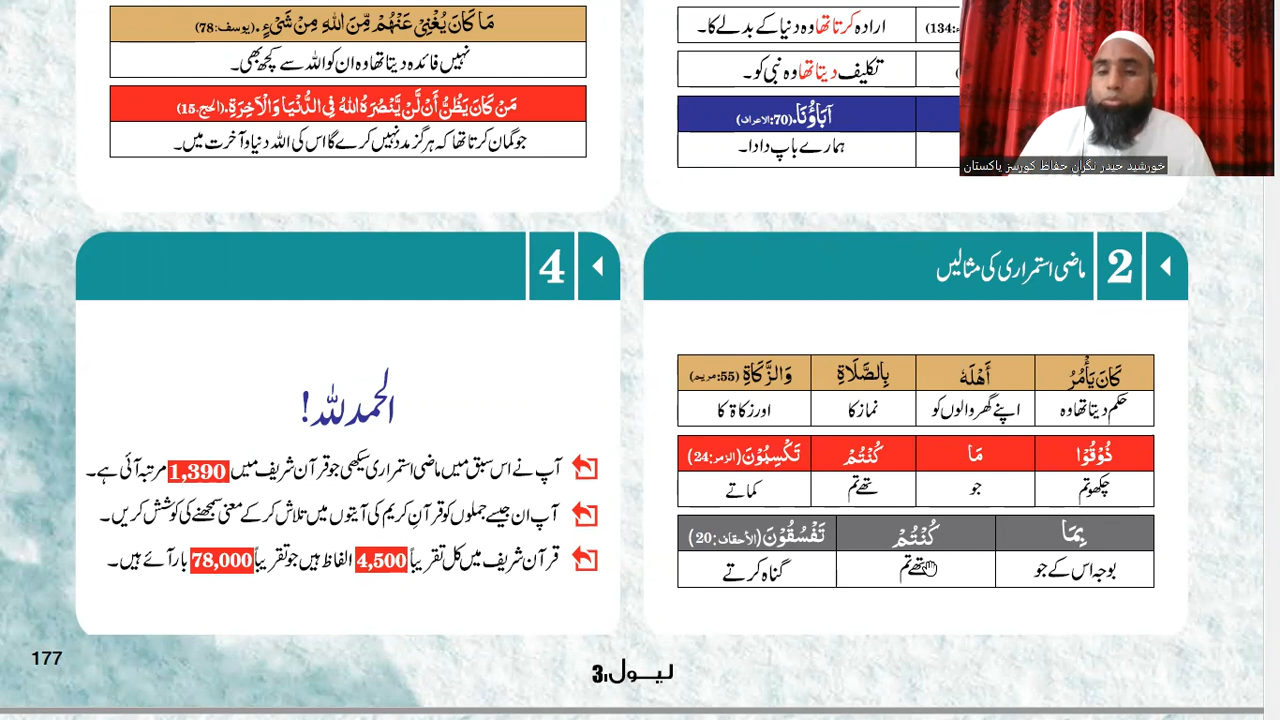 ارادہ کرتا تھا وہ دنیا کے بدلے کا۔
134)
تکلیف دیتا تھا وہ نبی کو۔
آبَاؤُنَا۔ (الاعراف:70)
ہمارے باپ دادا۔
خورشید حیدر نگران حفاظ کورسز پاکستان
مَا كَانَ يُغْنِيْ عَنْهُمْ مِّنَ اللهِ مِنْ شَيْءٍ۔ (یوسف:78)
نہیں فائدہ دیتا تھا وہ ان کو اللہ سے کچھ بھی۔
مَنْ كَانَ يَظُنُّ أَنْ لَّنْ يَّنْصُرَهُ اللهُ فِي الدُّنْيَا وَالْآخِرَةِ۔ (الحج:15)
جو گمان کرتا تھا کہ ہرگز مدد نہیں کرے گا اس کی اللہ دنیا و آخرت میں۔
2 ماضی استمراری کی مثالیں
كَانَ يَأْمُرُ أَهْلَهٗ بِالصَّلَاةِ وَالزَّكَاةِ (مریم:55)
حکم دیتا تھا وہ اپنے گھر والوں کو نماز کا اور زکاۃ کا
ذُوْقُوْا مَا كُنْتُمْ تَكْسِبُوْنَ (الزمر:24)
چکھو تم جو تھے تم کماتے
بِمَا كُنْتُمْ تَفْسُقُوْنَ (الأحقاف:20)
بوجہ اس کے جو تھے تم گناہ کرتے
4
الحمدللہ!
آپ نے اس سبق میں ماضی استمراری سیکھی جو قرآن شریف میں 1,390 مرتبہ آئی ہے۔
آپ ان جیسے جملوں کو قرآنِ کریم کی آیتوں میں تلاش کر کے معنی سمجھنے کی کوشش کریں۔
قرآن شریف میں کل تقریباً 4,500 الفاظ ہیں جو تقریباً 78,000 بار آئے ہیں۔
لیول 3،
177